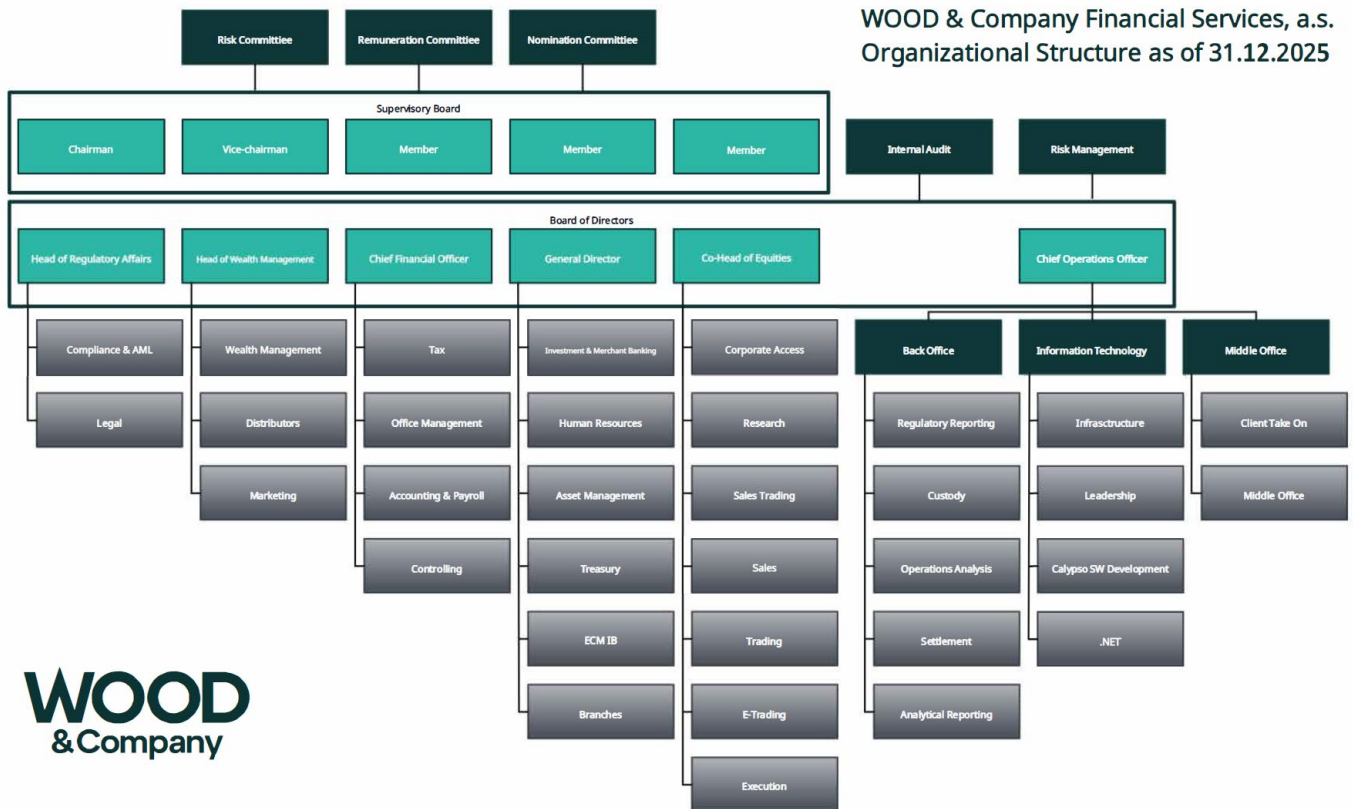 WOOD & Company Financial Services, a.s.
Organizational Structure as of 31.12.2025
Risk Committiee
Remuneration Committiee
Nomination Committiee
Supervisory Board
Chairman
Vice-chairman
Member
Member
Member
Internal Audit
Risk Management
Board of Directors
Head of Regulatory Affairs
Head of Wealth Management
Chief Financial Officer
General Director
Co-Head of Equities
Chief Operations Officer
Compliance & AML
Wealth Management
Tax
Investment & Merchant Banking
Corporate Access
Back Office
Information Technology
Middle Office
Legal
Distributors
Office Management
Human Resources
Research
Regulatory Reporting
Infrasctructure
Client Take On
Marketing
Accounting & Payroll
Asset Management
Sales Trading
Custody
Leadership
Middle Office
Controlling
Treasury
Sales
Operations Analysis
Calypso SW Development
ECM IB
Trading
Settlement
.NET
Branches
E-Trading
Analytical Reporting
Execution
WOOD
& Company